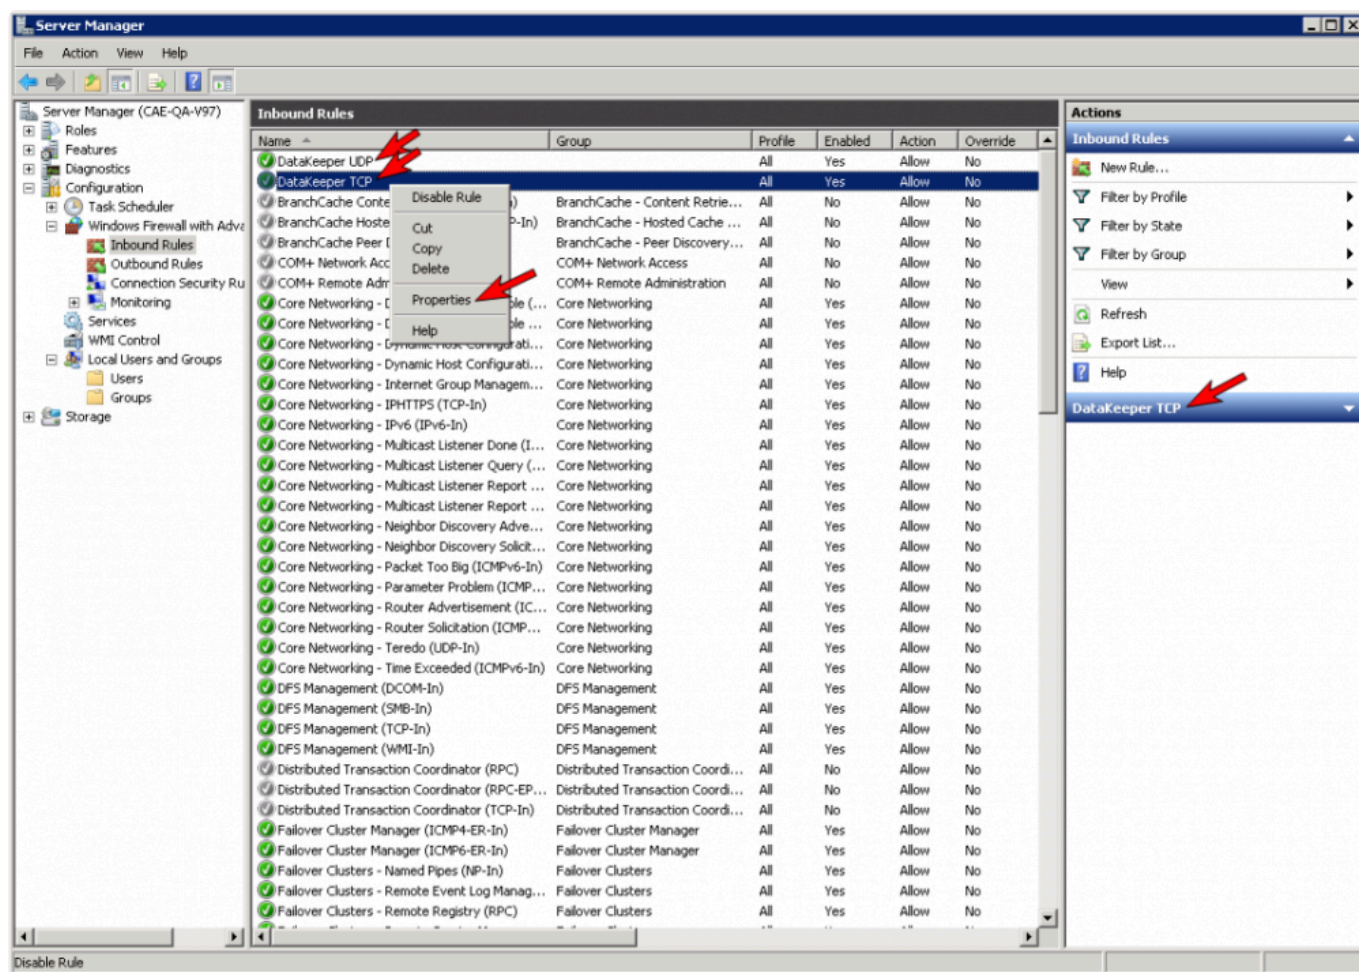 Server Manager
File Action View Help
Server Manager (CAE-QA-V97)
Roles
Features
Diagnostics
Configuration
Task Scheduler
Windows Firewall with Adva
Inbound Rules
Outbound Rules
Connection Security Ru
Monitoring
Services
WMI Control
Local Users and Groups
Users
Groups
Storage
Inbound Rules
Name Group Profile Enabled Action Override
DataKeeper UDP All Yes Allow No
DataKeeper TCP All Yes Allow No
BranchCache Conte ) BranchCache - Content Retrie... All No Allow No
BranchCache Hoste P-In) BranchCache - Hosted Cache ... All No Allow No
BranchCache Peer BranchCache - Peer Discovery... All No Allow No
COM+ Network Acc COM+ Network Access All No Allow No
COM+ Remote Adr COM+ Remote Administration All No Allow No
Core Networking - ble (... Core Networking All Yes Allow No
Core Networking - ble ... Core Networking All Yes Allow No
Core Networking - Dynamic Host Configurati... Core Networking All Yes Allow No
Core Networking - Dynamic Host Configurati... Core Networking All Yes Allow No
Core Networking - Internet Group Managem... Core Networking All Yes Allow No
Core Networking - IPHTTPS (TCP-In) Core Networking All Yes Allow No
Core Networking - IPv6 (IPv6-In) Core Networking All Yes Allow No
Core Networking - Multicast Listener Done (I... Core Networking All Yes Allow No
Core Networking - Multicast Listener Query (... Core Networking All Yes Allow No
Core Networking - Multicast Listener Report ... Core Networking All Yes Allow No
Core Networking - Multicast Listener Report ... Core Networking All Yes Allow No
Core Networking - Neighbor Discovery Adve... Core Networking All Yes Allow No
Core Networking - Neighbor Discovery Solicit... Core Networking All Yes Allow No
Core Networking - Packet Too Big (ICMPv6-In) Core Networking All Yes Allow No
Core Networking - Parameter Problem (ICMP... Core Networking All Yes Allow No
Core Networking - Router Advertisement (IC... Core Networking All Yes Allow No
Core Networking - Router Solicitation (ICMP... Core Networking All Yes Allow No
Core Networking - Teredo (UDP-In) Core Networking All Yes Allow No
Core Networking - Time Exceeded (ICMPv6-In) Core Networking All Yes Allow No
DFS Management (DCOM-In) DFS Management All Yes Allow No
DFS Management (SMB-In) DFS Management All Yes Allow No
DFS Management (TCP-In) DFS Management All Yes Allow No
DFS Management (WMI-In) DFS Management All Yes Allow No
Distributed Transaction Coordinator (RPC) Distributed Transaction Coordi... All No Allow No
Distributed Transaction Coordinator (RPC-EP... Distributed Transaction Coordi... All No Allow No
Distributed Transaction Coordinator (TCP-In) Distributed Transaction Coordi... All No Allow No
Failover Cluster Manager (ICMP4-ER-In) Failover Cluster Manager All Yes Allow No
Failover Cluster Manager (ICMP6-ER-In) Failover Cluster Manager All Yes Allow No
Failover Clusters - Named Pipes (NP-In) Failover Clusters All Yes Allow No
Failover Clusters - Remote Event Log Manag... Failover Clusters All Yes Allow No
Failover Clusters - Remote Registry (RPC) Failover Clusters All Yes Allow No
Disable Rule
Cut
Copy
Delete
Properties
Help
Actions
Inbound Rules
New Rule...
Filter by Profile
Filter by State
Filter by Group
View
Refresh
Export List...
Help
DataKeeper TCP
Disable Rule